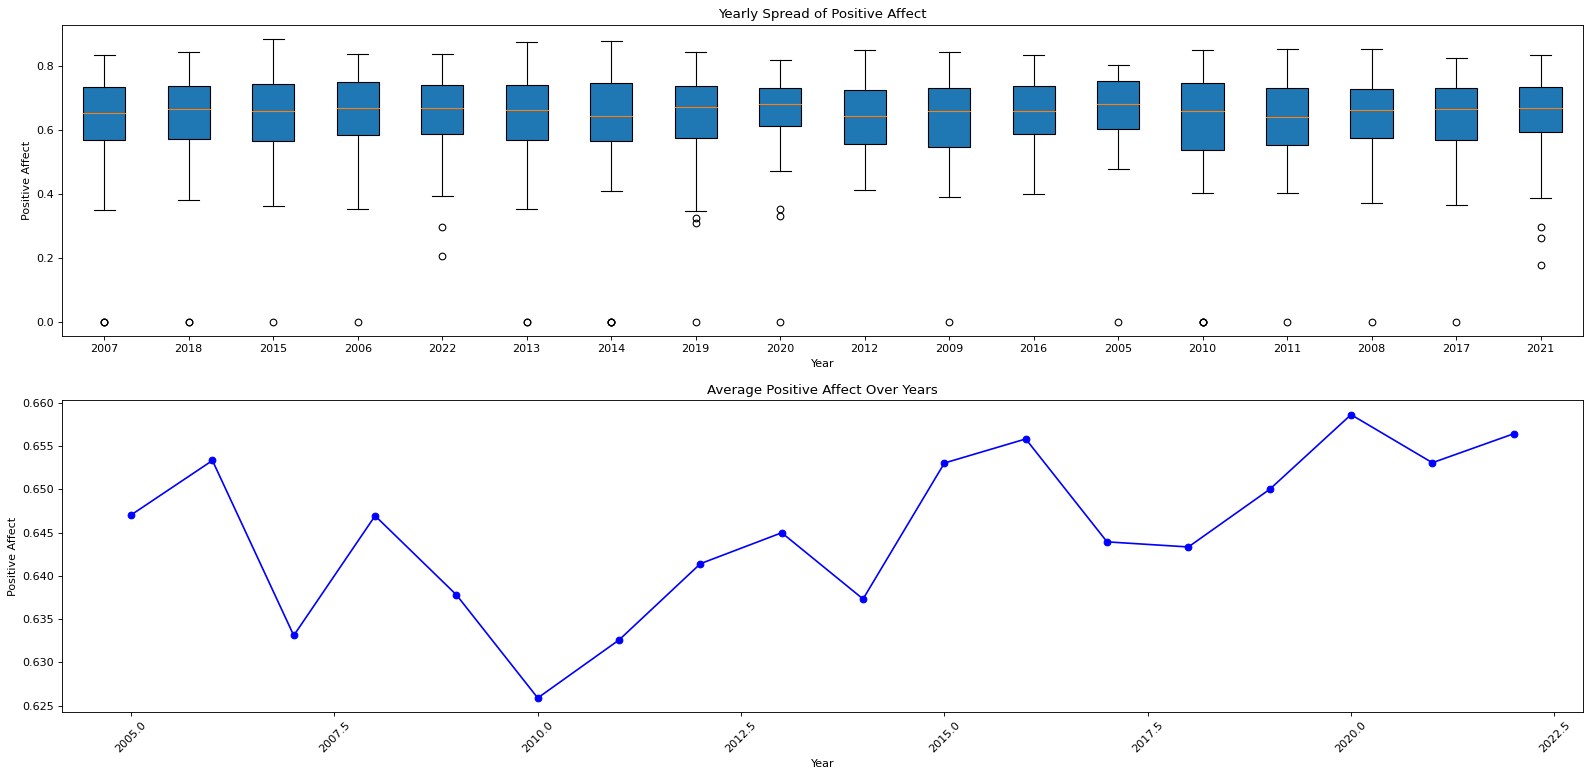 Yearly Spread of Positive Affect
Positive Affect
0.8
0.6
0.4
0.2
0.0
2007 2018 2015 2006 2022 2013 2014 2019 2020 2012 2009 2016 2005 2010 2011 2008 2017 2021
Year
Average Positive Affect Over Years
Positive Affect
0.660
0.655
0.650
0.645
0.640
0.635
0.630
0.625
2005.0 2007.5 2010.0 2012.5 2015.0 2017.5 2020.0 2022.5
Year